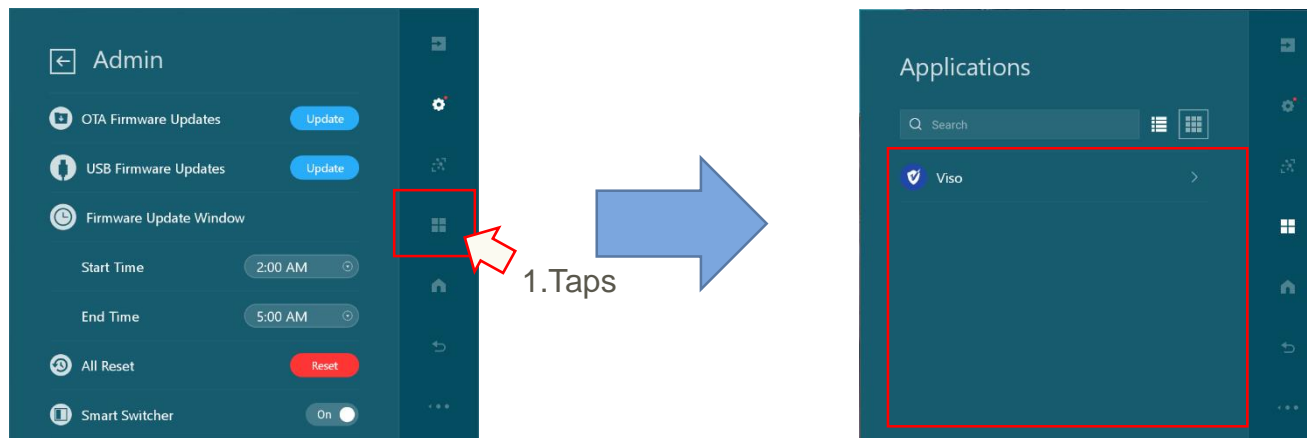 Admin
OTA Firmware Updates Update
USB Firmware Updates Update
Firmware Update Window
Start Time 2:00 AM
End Time 5:00 AM
All Reset Reset
Smart Switcher On
1.Taps
Applications
Search
Viso